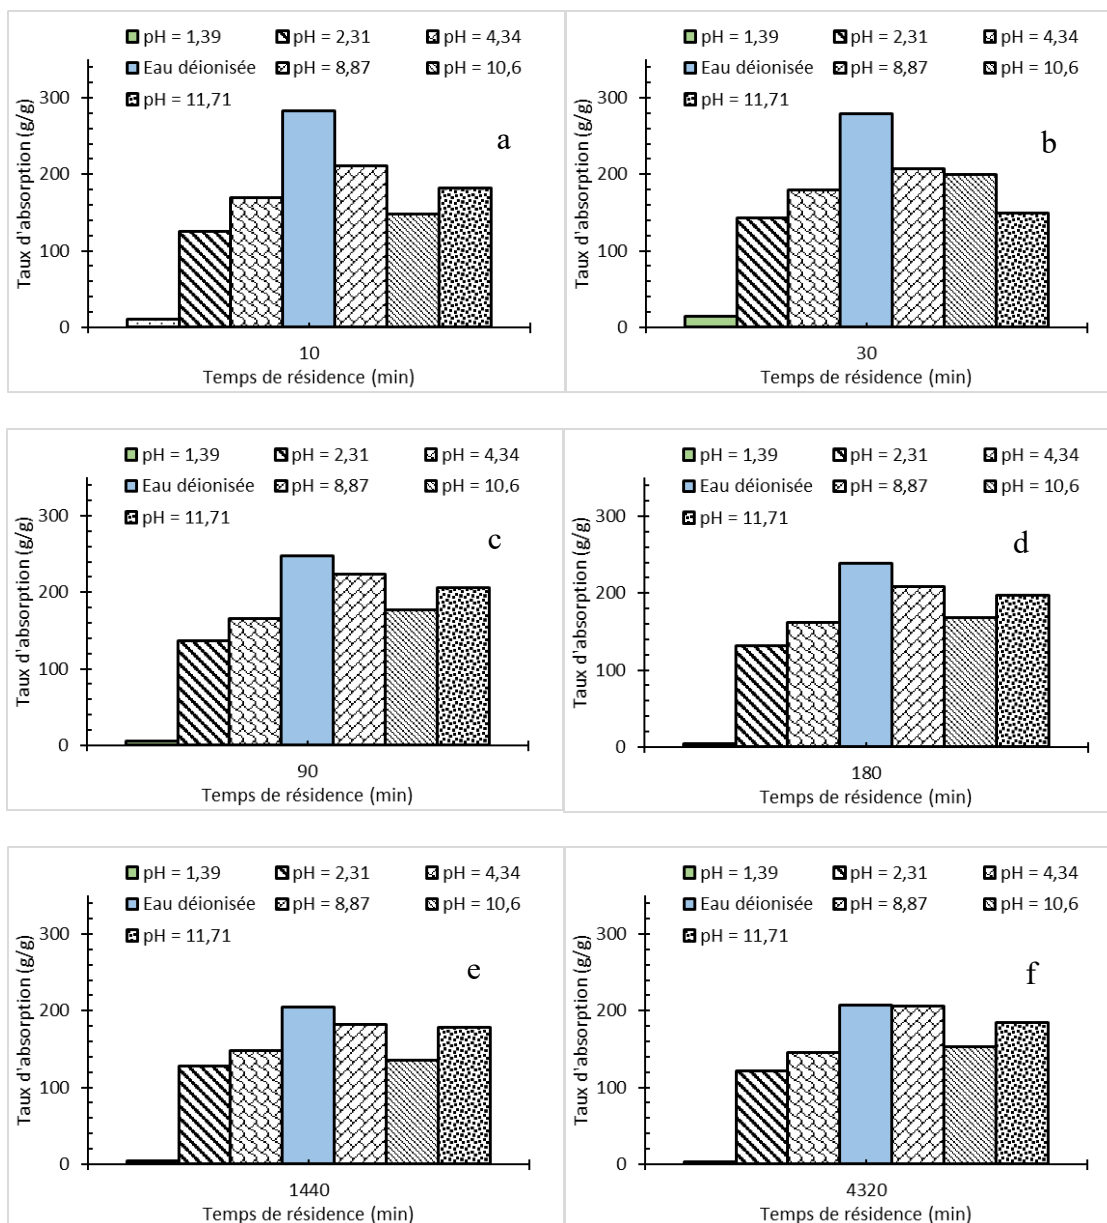 pH = 1,39 pH = 2,31 pH = 4,34
Eau déionisée pH = 8,87 pH = 10,6
pH = 11,71
a
Taux d'absorption (g/g)
300
200
100
0
10
Temps de résidence (min)
pH = 1,39 pH = 2,31 pH = 4,34
Eau déionisée pH = 8,87 pH = 10,6
pH = 11,71
b
Taux d'absorption (g/g)
300
200
100
0
30
Temps de résidence (min)
pH = 1,39 pH = 2,31 pH = 4,34
Eau déionisée pH = 8,87 pH = 10,6
pH = 11,71
c
Taux d'absorption (g/g)
300
200
100
0
90
Temps de résidence (min)
pH = 1,39 pH = 2,31 pH = 4,34
Eau déionisée pH = 8,87 pH = 10,6
pH = 11,71
d
Taux d'absorption (g/g)
300
200
100
0
180
Temps de résidence (min)
pH = 1,39 pH = 2,31 pH = 4,34
Eau déionisée pH = 8,87 pH = 10,6
pH = 11,71
e
Taux d'absorption (g/g)
300
200
100
0
1440
Temps de résidence (min)
pH = 1,39 pH = 2,31 pH = 4,34
Eau déionisée pH = 8,87 pH = 10,6
pH = 11,71
f
Taux d'absorption (g/g)
300
200
100
0
4320
Temps de résidence (min)